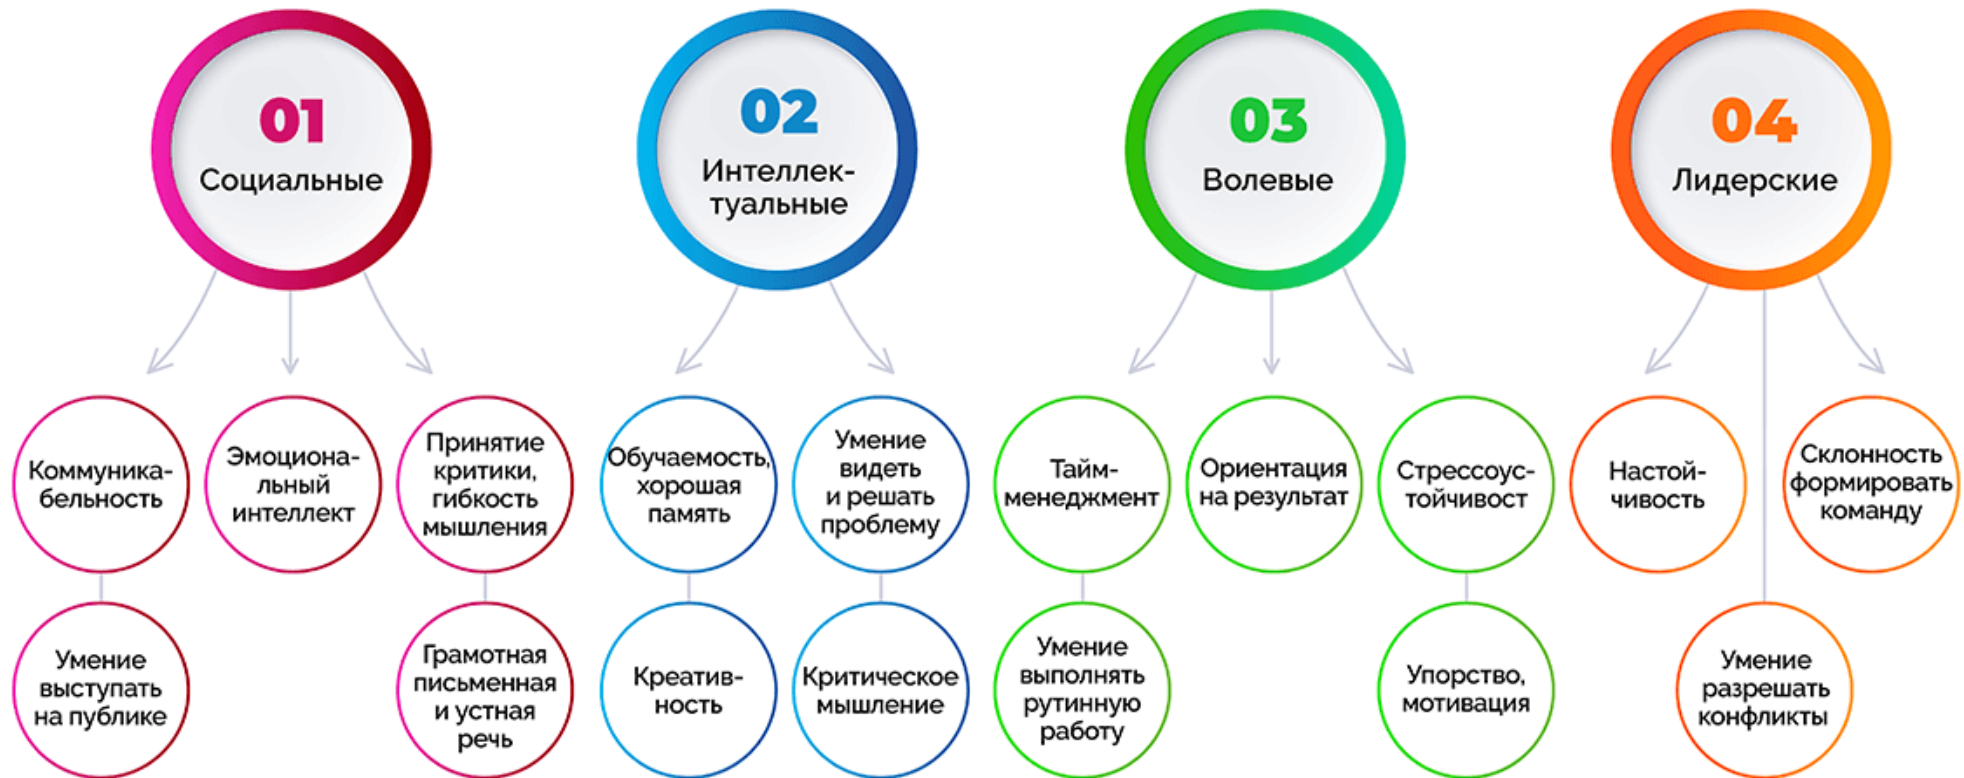 01
Социальные
02
Интеллек-
туальные
03
Волевые
04
Лидерские
Коммуника-
бельность
Эмоциона-
льный
интеллект
Принятие
критики,
гибкость
мышления
Обучаемость,
хорошая
память
Умение
видеть
и решать
проблему
Тайм-
менеджмент
Ориентация
на результат
Стрессоус-
тойчивост
Настой-
чивость
Склонность
формировать
команду
Умение
выступать
на публике
Грамотная
письменная
и устная
речь
Креатив-
ность
Критическое
мышление
Умение
выполнять
рутинную
работу
Упорство,
мотивация
Умение
разрешать
конфликты